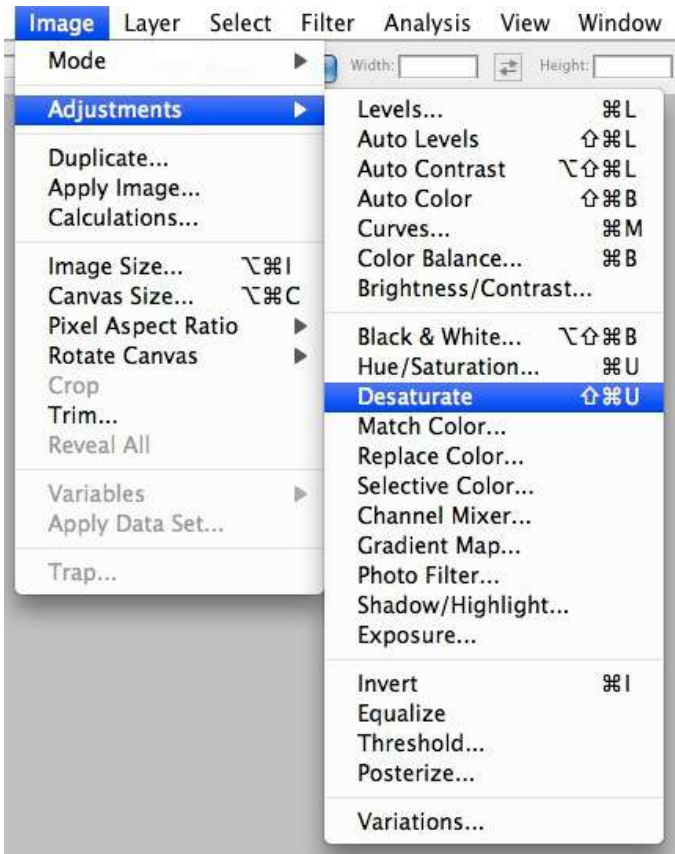 Image Layer Select Filter Analysis View Window
Width: Height:
Mode ▶
Adjustments ▶
Duplicate...
Apply Image...
Calculations...
Image Size... ⌥⌘I
Canvas Size... ⌥⌘C
Pixel Aspect Ratio ▶
Rotate Canvas ▶
Crop
Trim...
Reveal All
Variables ▶
Apply Data Set...
Trap...
Levels... ⌘L
Auto Levels ⇧⌘L
Auto Contrast ⌥⇧⌘L
Auto Color ⇧⌘B
Curves... ⌘M
Color Balance... ⌘B
Brightness/Contrast...
Black & White... ⌥⇧⌘B
Hue/Saturation... ⌘U
Desaturate ⇧⌘U
Match Color...
Replace Color...
Selective Color...
Channel Mixer...
Gradient Map...
Photo Filter...
Shadow/Highlight...
Exposure...
Invert ⌘I
Equalize
Threshold...
Posterize...
Variations...